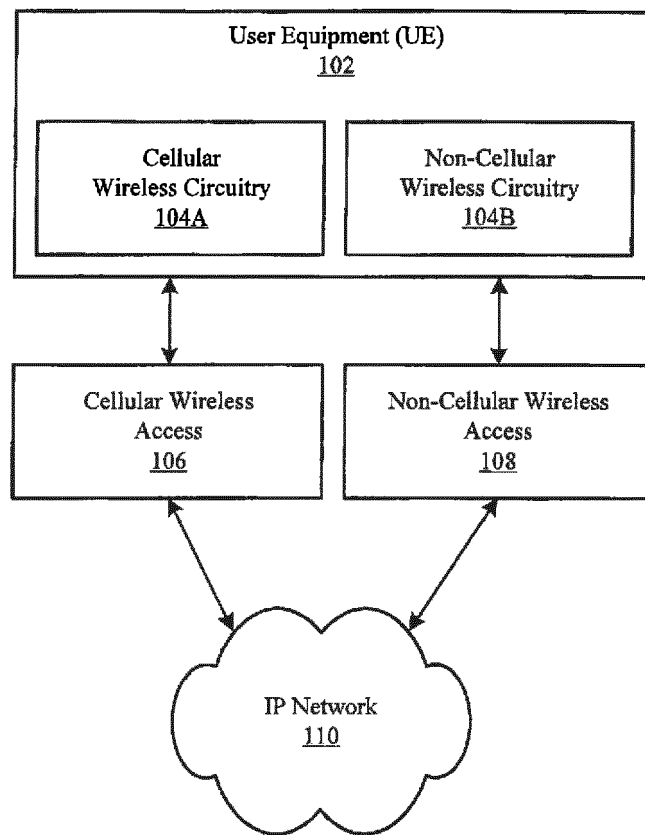 User Equipment (UE)
102
Cellular
Wireless Circuitry
104A
Non-Cellular
Wireless Circuitry
104B
Cellular Wireless
Access
106
Non-Cellular Wireless
Access
108
IP Network
110